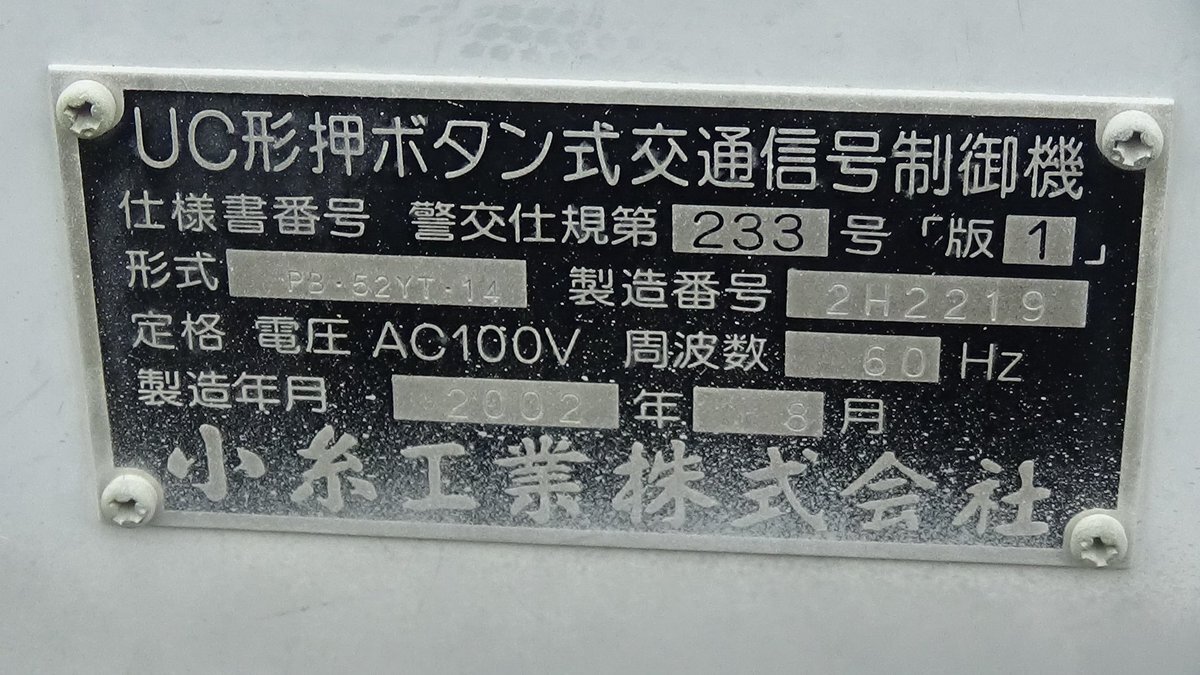 UC形押ボタン式交通信号制御機
仕様書番号 警交仕規第 233 号「版 1 」
形式 PB-52YT-14 製造番号 2H2219
定格 電圧 AC100V 周波数 60 Hz
製造年月 2002 年 8 月
小糸工業株式会社